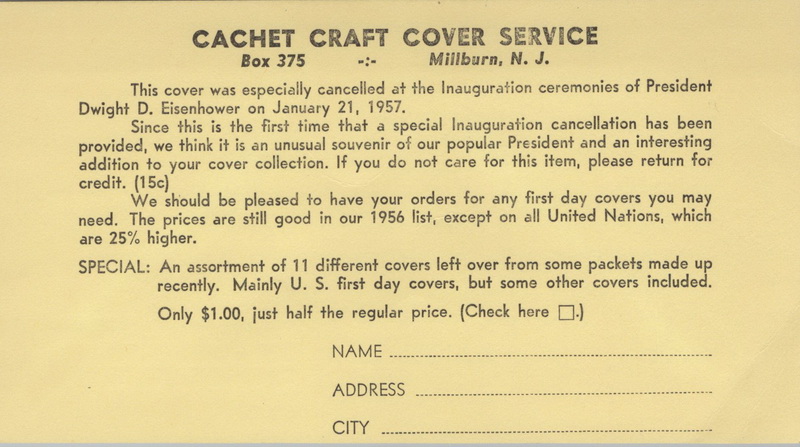 CACHET CRAFT COVER SERVICE
Box 375 -:- Millburn, N. J.
This cover was especially cancelled at the Inauguration ceremonies of President
Dwight D. Eisenhower on January 21, 1957.
Since this is the first time that a special Inauguration cancellation has been
provided, we think it is an unusual souvenir of our popular President and an interesting
addition to your cover collection. If you do not care for this item, please return for
credit. (15c)
We should be pleased to have your orders for any first day covers you may
need. The prices are still good in our 1956 list, except on all United Nations, which
are 25% higher.
SPECIAL: An assortment of 11 different covers left over from some packets made up
recently. Mainly U. S. first day covers, but some other covers included.
Only $1.00, just half the regular price. (Check here □.)
NAME
ADDRESS
CITY